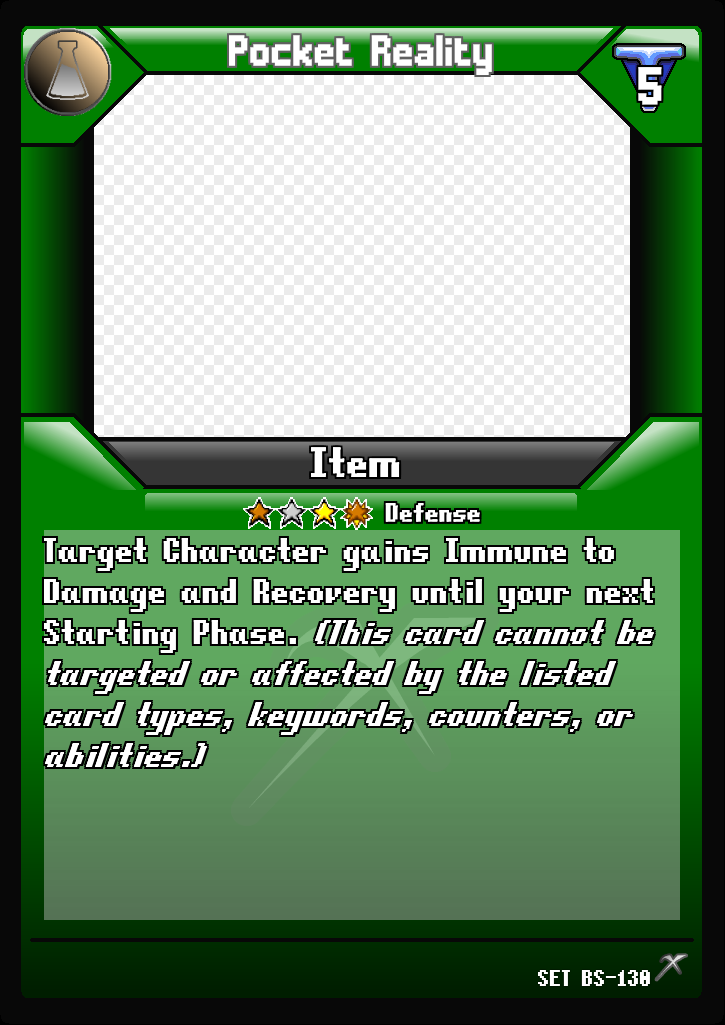 Pocket Reality
5
Item
Defense
Target Character gains Immune to
Damage and Recovery until your next
Starting Phase. (This card cannot be
targeted or affected by the listed
card types, keywords, counters, or
abilities.)
SET BS-130